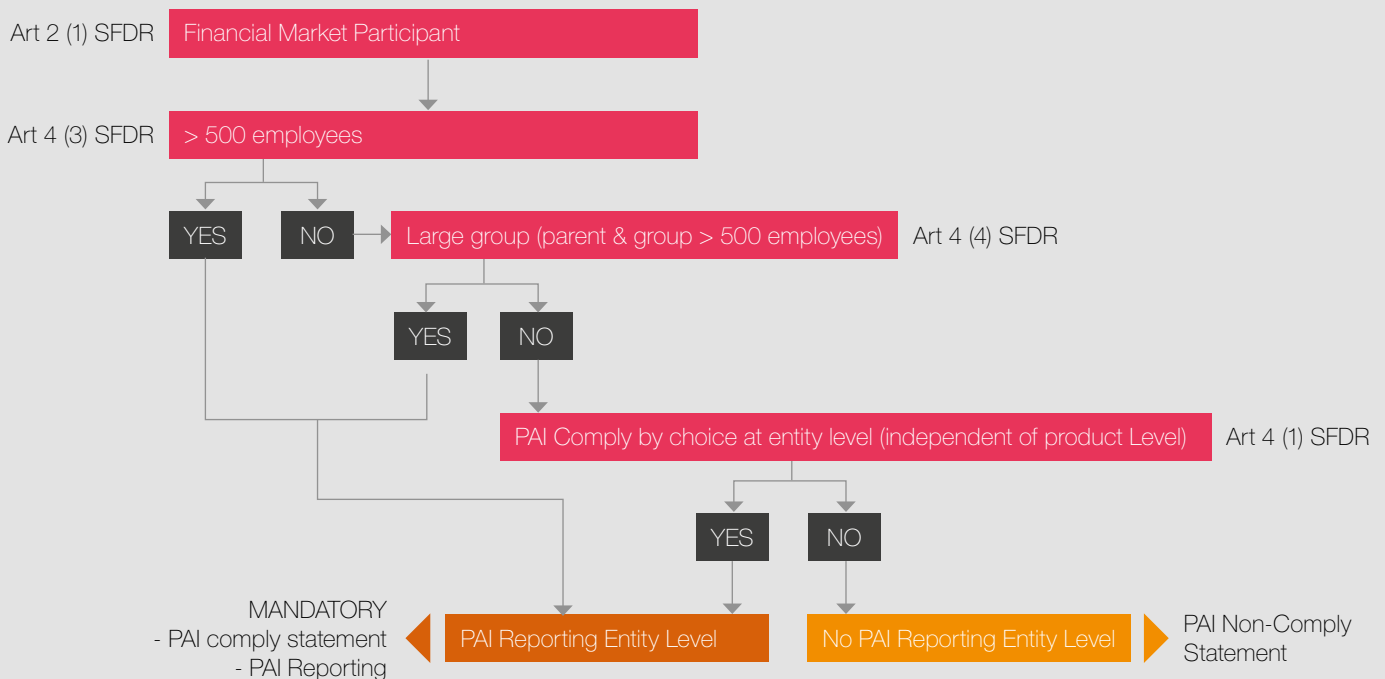 Art 2 (1) SFDR
Financial Market Participant
Art 4 (3) SFDR
> 500 employees
YES
NO
Large group (parent & group > 500 employees)
Art 4 (4) SFDR
YES
NO
PAI Comply by choice at entity level (independent of product Level)
Art 4 (1) SFDR
YES
NO
MANDATORY
- PAI comply statement
- PAI Reporting
PAI Reporting Entity Level
No PAI Reporting Entity Level
PAI Non-Comply
Statement